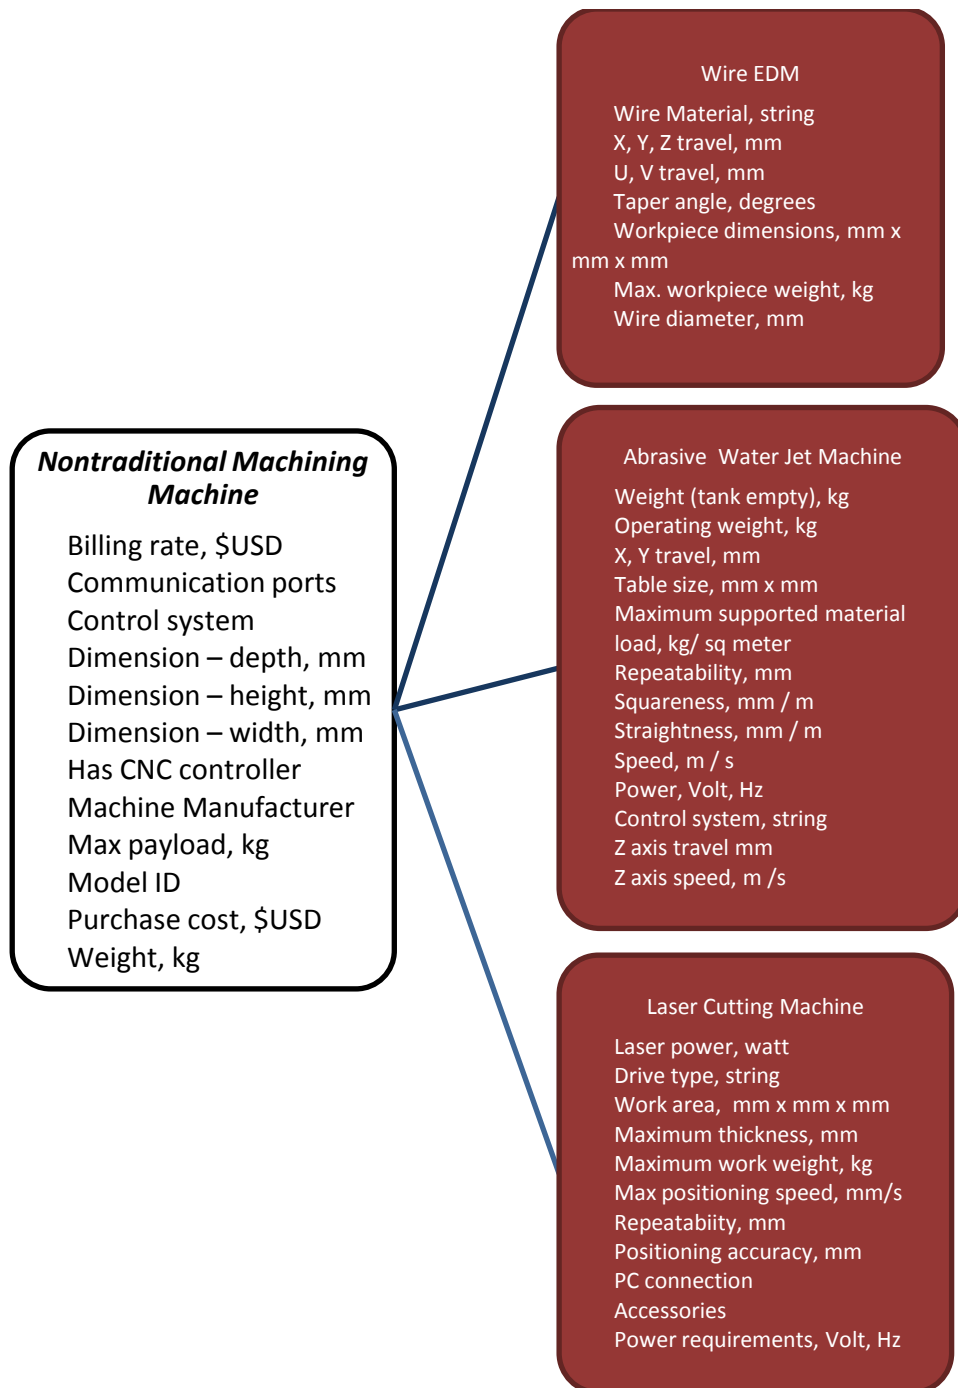 Nontraditional Machining
Machine
Billing rate, $USD
Communication ports
Control system
Dimension – depth, mm
Dimension – height, mm
Dimension – width, mm
Has CNC controller
Machine Manufacturer
Max payload, kg
Model ID
Purchase cost, $USD
Weight, kg
Wire EDM
Wire Material, string
X, Y, Z travel, mm
U, V travel, mm
Taper angle, degrees
Workpiece dimensions, mm x
mm x mm
Max. workpiece weight, kg
Wire diameter, mm
Abrasive Water Jet Machine
Weight (tank empty), kg
Operating weight, kg
X, Y travel, mm
Table size, mm x mm
Maximum supported material
load, kg/ sq meter
Repeatability, mm
Squareness, mm / m
Straightness, mm / m
Speed, m / s
Power, Volt, Hz
Control system, string
Z axis travel mm
Z axis speed, m /s
Laser Cutting Machine
Laser power, watt
Drive type, string
Work area, mm x mm x mm
Maximum thickness, mm
Maximum work weight, kg
Max positioning speed, mm/s
Repeatabiity, mm
Positioning accuracy, mm
PC connection
Accessories
Power requirements, Volt, Hz